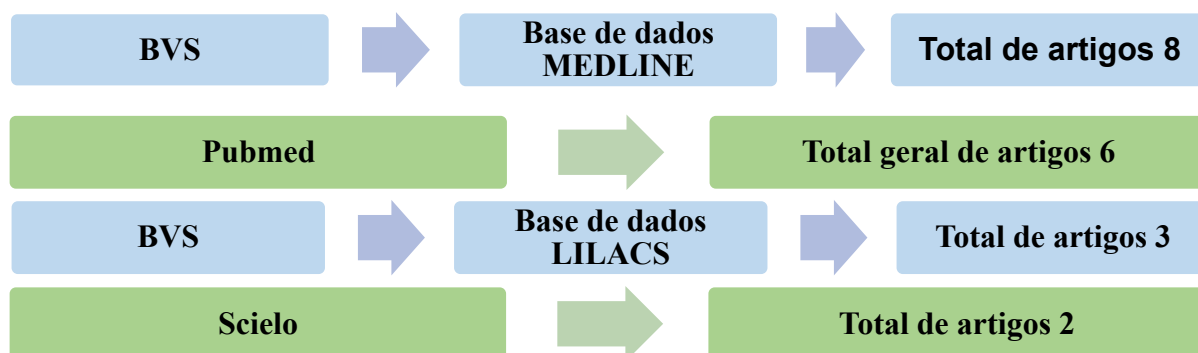 BVS
Base de dados
MEDLINE
Total de artigos 8
Pubmed
Total geral de artigos 6
BVS
Base de dados
LILACS
Total de artigos 3
Scielo
Total de artigos 2